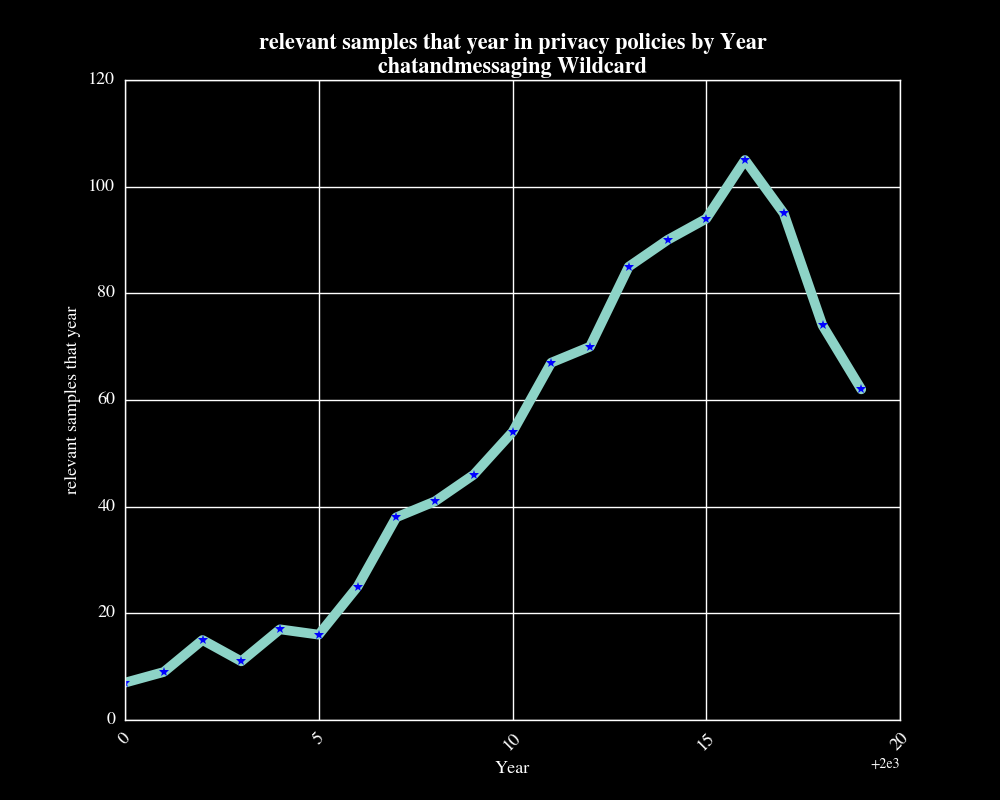 relevant samples that year in privacy policies by Year
chatandmessaging Wildcard
120
100
80
60
40
20
0
relevant samples that year
0
5
10
15
20
+2e3
Year